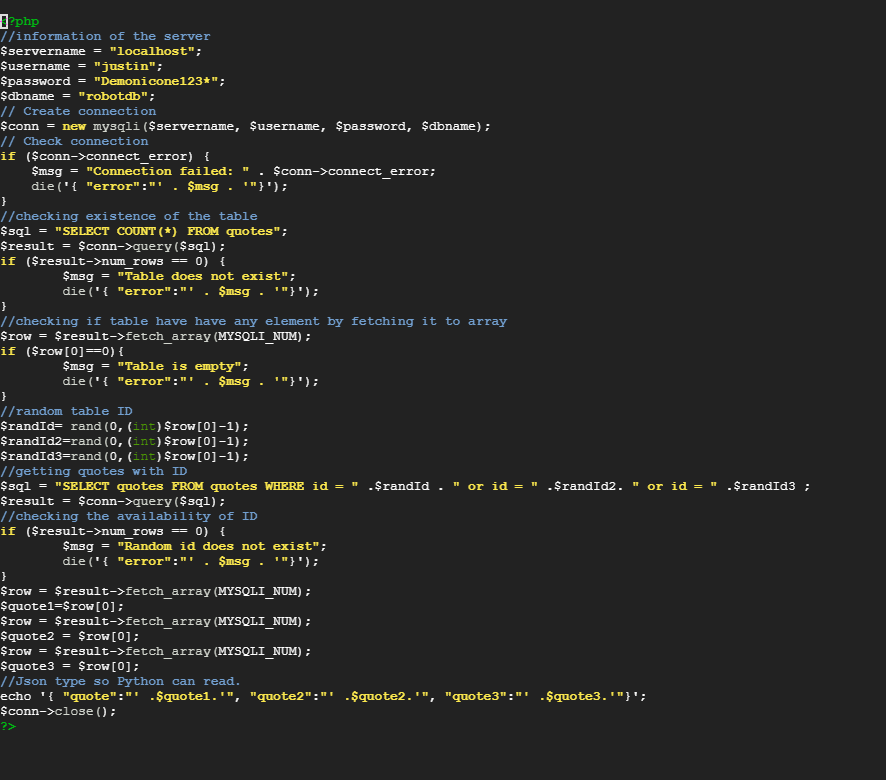 <?php
//information of the server
$servername = "localhost";
$username = "justin";
$password = "Demonicone123*";
$dbname = "robotdb";
// Create connection
$conn = new mysqli($servername, $username, $password, $dbname);
// Check connection
if ($conn->connect_error) {
    $msg = "Connection failed: " . $conn->connect_error;
    die('{ "error":"' . $msg . '"}');
}
//checking existence of the table
$sql = "SELECT COUNT(*) FROM quotes";
$result = $conn->query($sql);
if ($result->num_rows == 0) {
        $msg = "Table does not exist";
        die('{ "error":"' . $msg . '"}');
}
//checking if table have have any element by fetching it to array
$row = $result->fetch_array(MYSQLI_NUM);
if ($row[0]==0){
        $msg = "Table is empty";
        die('{ "error":"' . $msg . '"}');
}
//random table ID
$randId= rand(0,(int)$row[0]-1);
$randId2=rand(0,(int)$row[0]-1);
$randId3=rand(0,(int)$row[0]-1);
//getting quotes with ID
$sql = "SELECT quotes FROM quotes WHERE id = " .$randId . " or id = " .$randId2. " or id = " .$randId3 ;
$result = $conn->query($sql);
//checking the availability of ID
if ($result->num_rows == 0) {
        $msg = "Random id does not exist";
        die('{ "error":"' . $msg . '"}');
}
$row = $result->fetch_array(MYSQLI_NUM);
$quote1=$row[0];
$row = $result->fetch_array(MYSQLI_NUM);
$quote2 = $row[0];
$row = $result->fetch_array(MYSQLI_NUM);
$quote3 = $row[0];
//Json type so Python can read.
echo '{ "quote":"' .$quote1.'", "quote2":"' .$quote2.'", "quote3":"' .$quote3.'"}';
$conn->close();
?>